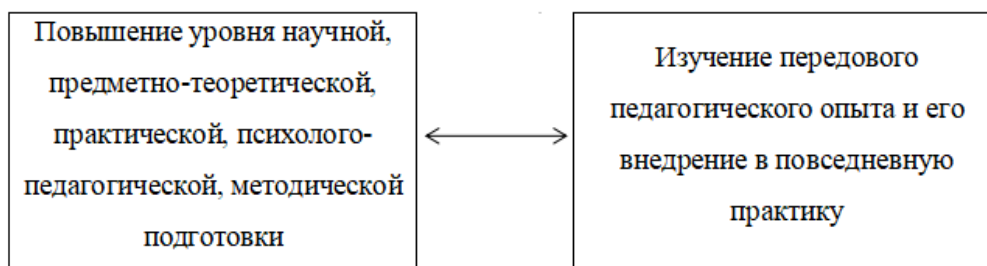 Повышение уровня научной,
предметно-теоретической,
практической, психолого-
педагогической, методической
подготовки
Изучение передового
педагогического опыта и его
внедрение в повседневную
практику